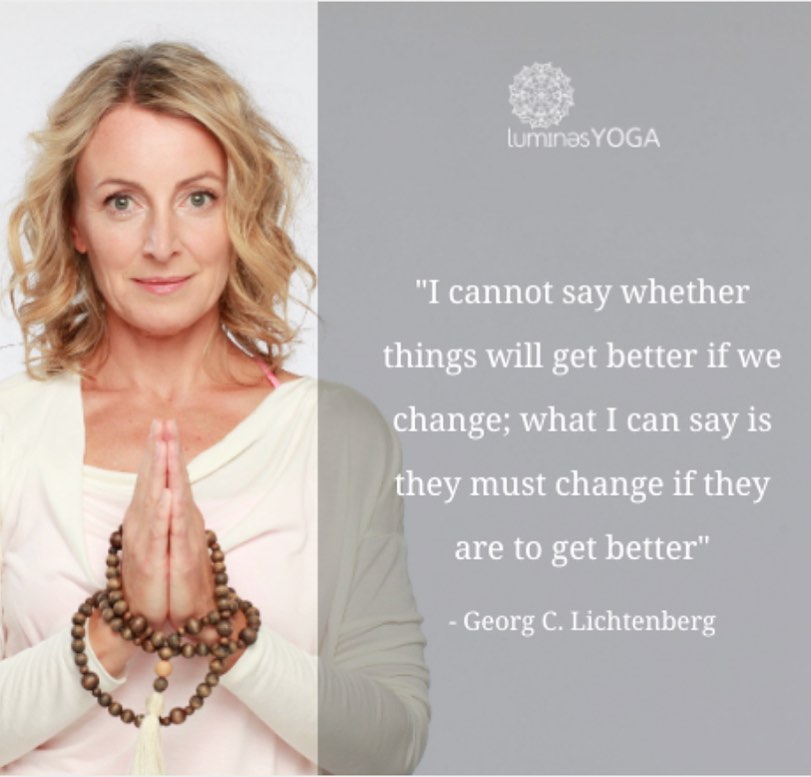 luminəsYOGA
"I cannot say whether
things will get better if we
change; what I can say is
they must change if they
are to get better"
- Georg C. Lichtenberg